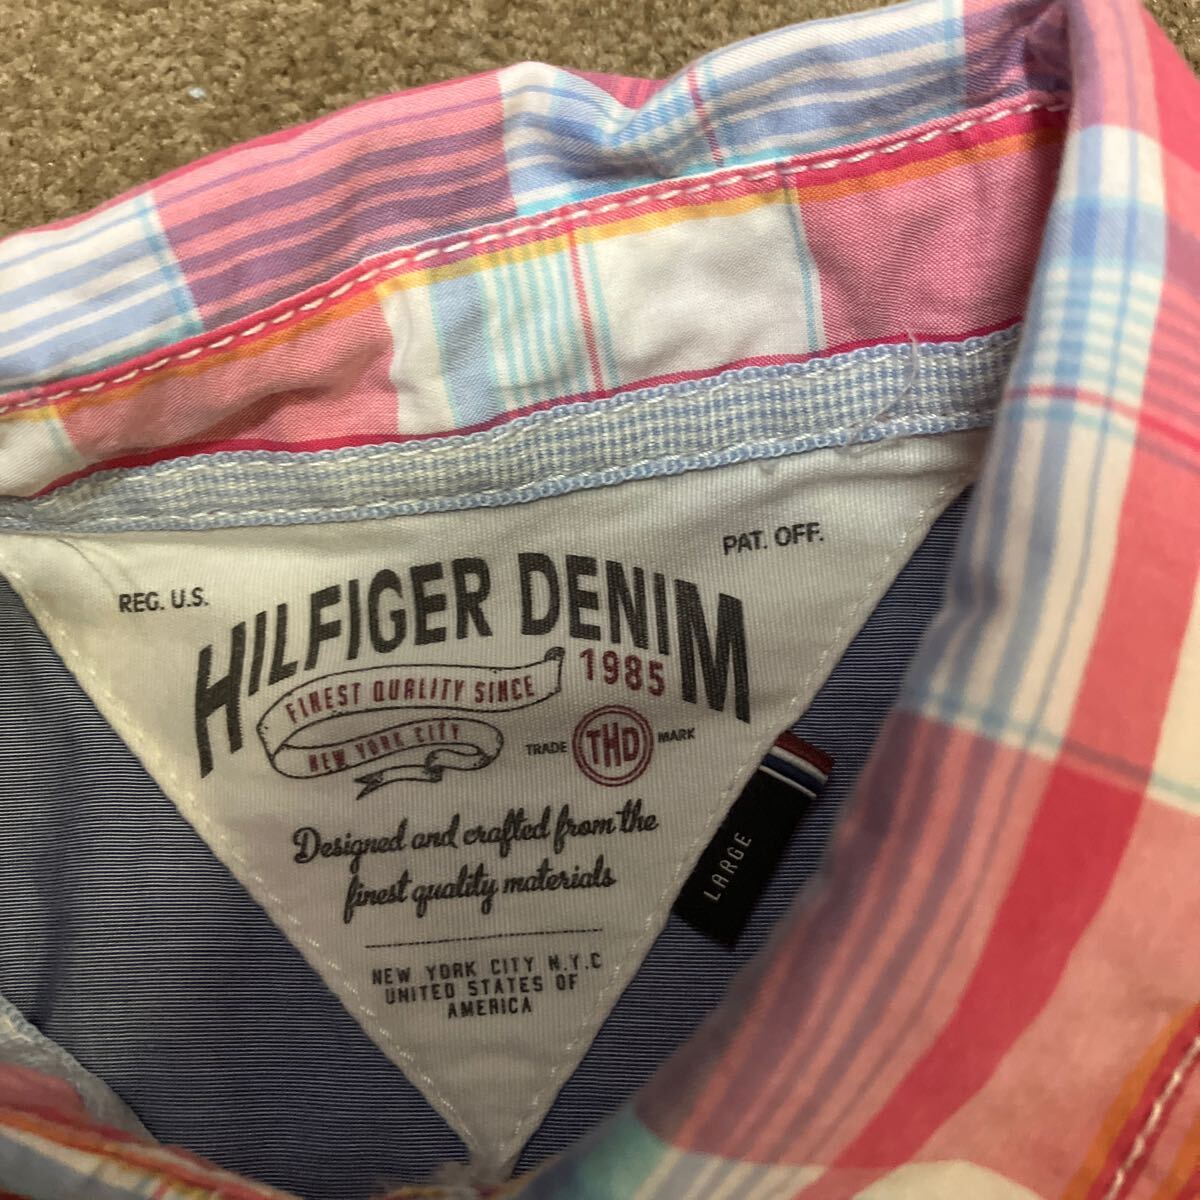 REG. U.S.
PAT. OFF.
HILFIGER DENIM
FINEST QUALITY SINCE
1985
NEW YORK CITY
TRADE
THD
MARK
Designed and crafted from the
finest quality materials
NEW YORK CITY N.Y.C
UNITED STATES OF
AMERICA
LARGE